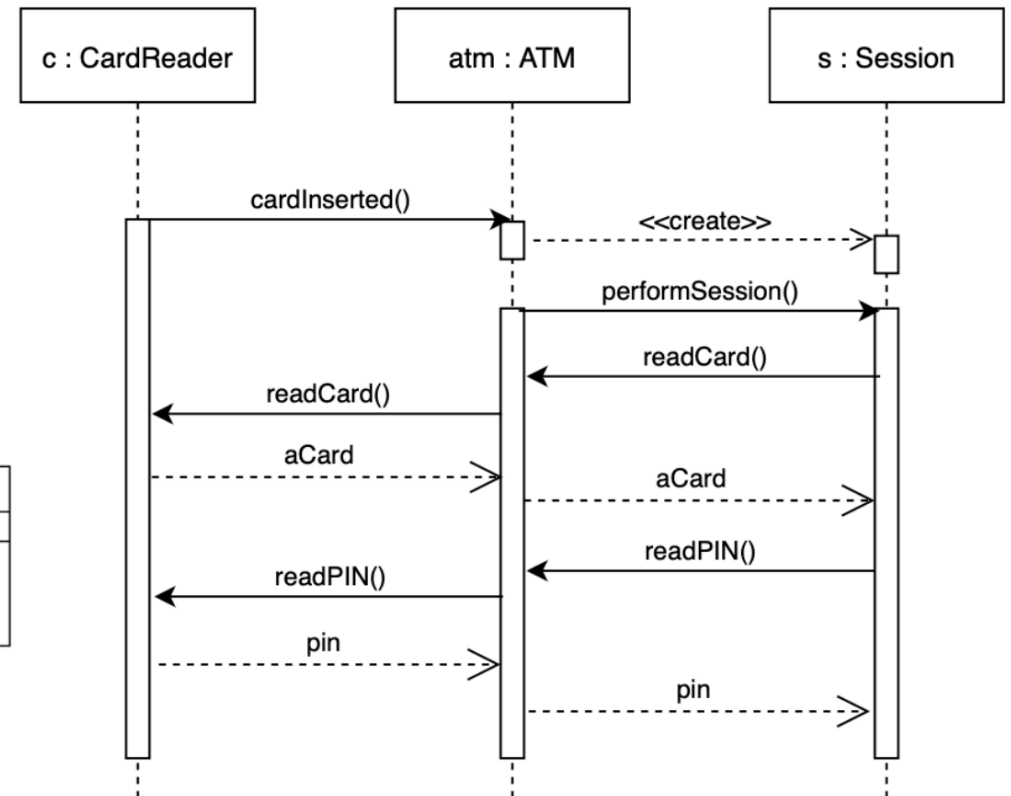 c : CardReader
atm : ATM
s : Session
cardInserted()
<<create>>
performSession()
readCard()
readCard()
aCard
aCard
readPIN()
readPIN()
pin
pin